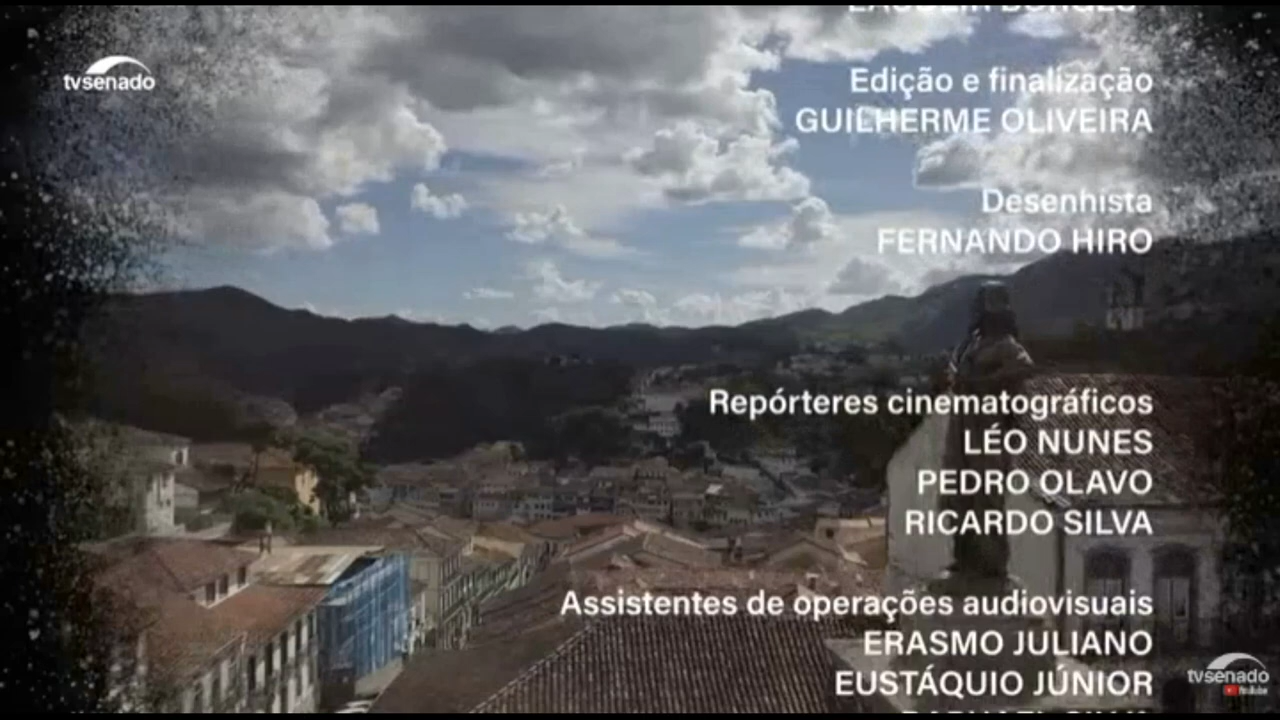 tvsenado
Edição e finalização
GUILHERME OLIVEIRA
Desenhista
FERNANDO HIRO
Repórteres cinematográficos
LÉO NUNES
PEDRO OLAVO
RICARDO SILVA
Assistentes de operações audiovisuais
ERASMO JULIANO
EUSTÁQUIO JÚNIOR
tvsenado
YouTube